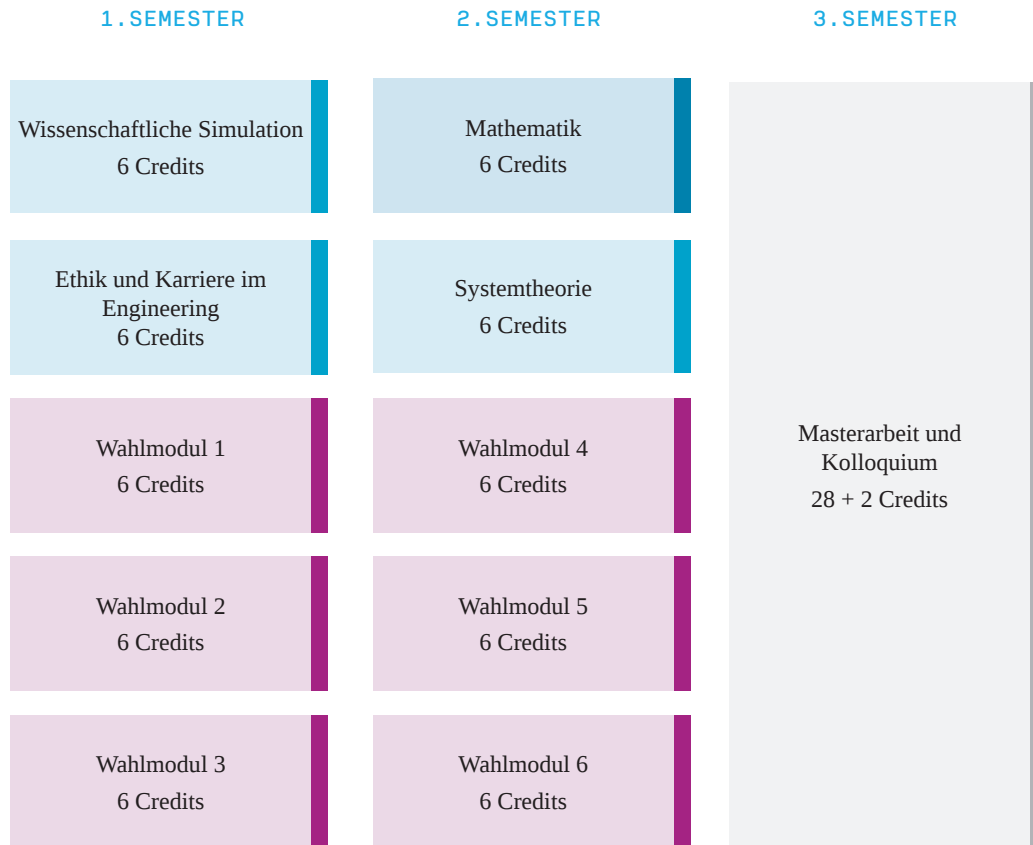 1.SEMESTER
2.SEMESTER
3.SEMESTER
Wissenschaftliche Simulation
6 Credits
Mathematik
6 Credits
Ethik und Karriere im
Engineering
6 Credits
Systemtheorie
6 Credits
Wahlmodul 1
6 Credits
Wahlmodul 4
6 Credits
Masterarbeit und
Kolloquium
28 + 2 Credits
Wahlmodul 2
6 Credits
Wahlmodul 5
6 Credits
Wahlmodul 3
6 Credits
Wahlmodul 6
6 Credits